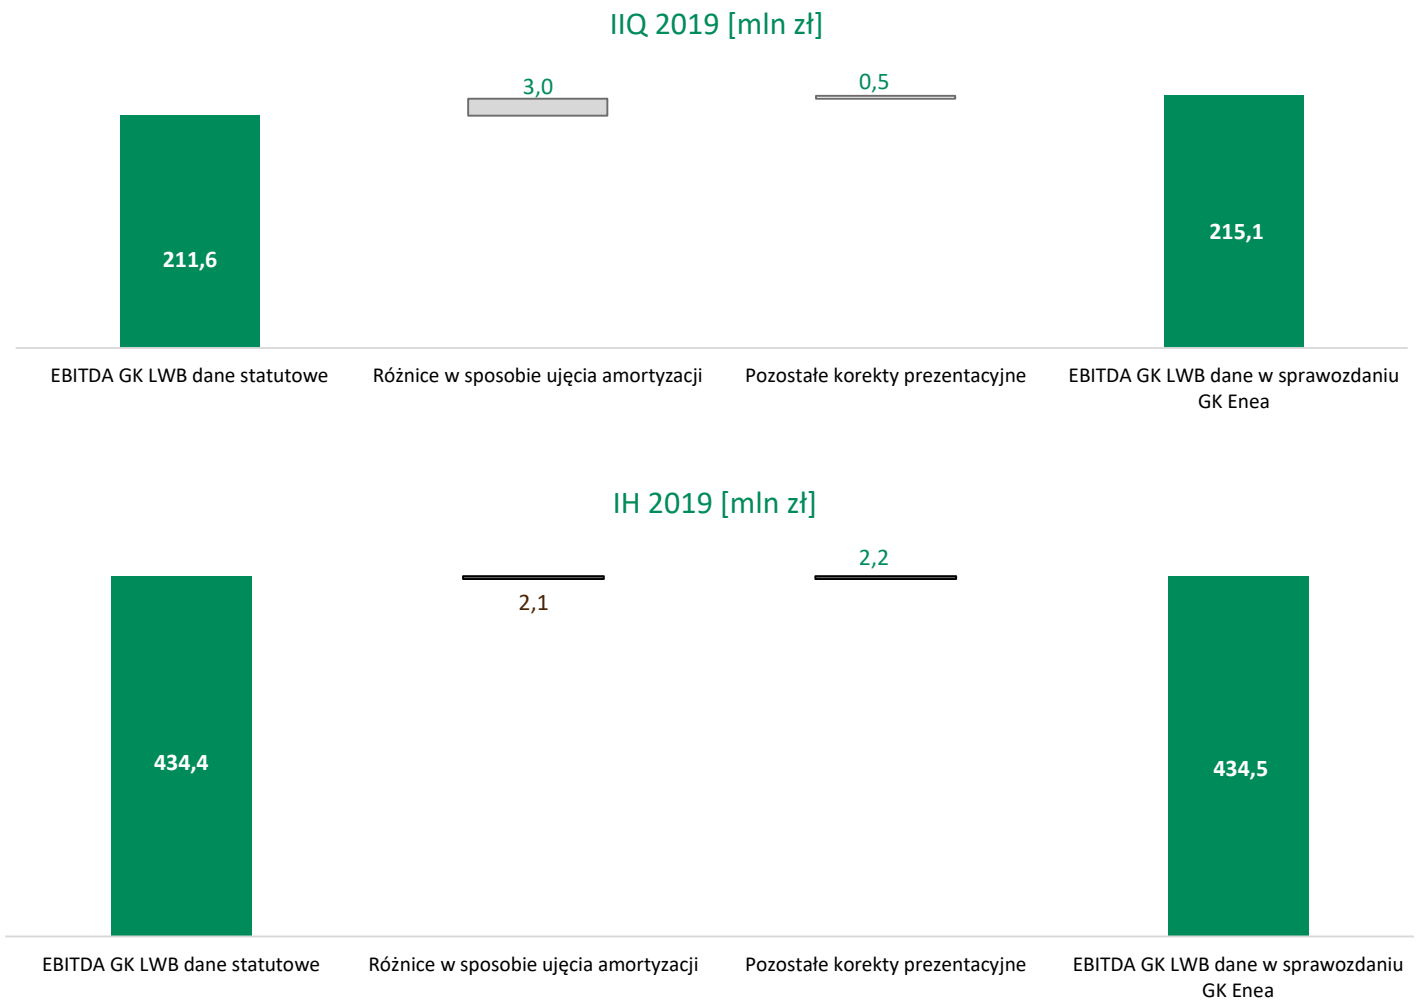 IIQ 2019 [mln zł]
3,0
0,5
211,6
215,1
EBITDA GK LWB dane statutowe
Różnice w sposobie ujęcia amortyzacji
Pozostałe korekty prezentacyjne
EBITDA GK LWB dane w sprawozdaniu
GK Enea
IH 2019 [mln zł]
2,1
2,2
434,4
434,5
EBITDA GK LWB dane statutowe
Różnice w sposobie ujęcia amortyzacji
Pozostałe korekty prezentacyjne
EBITDA GK LWB dane w sprawozdaniu
GK Enea